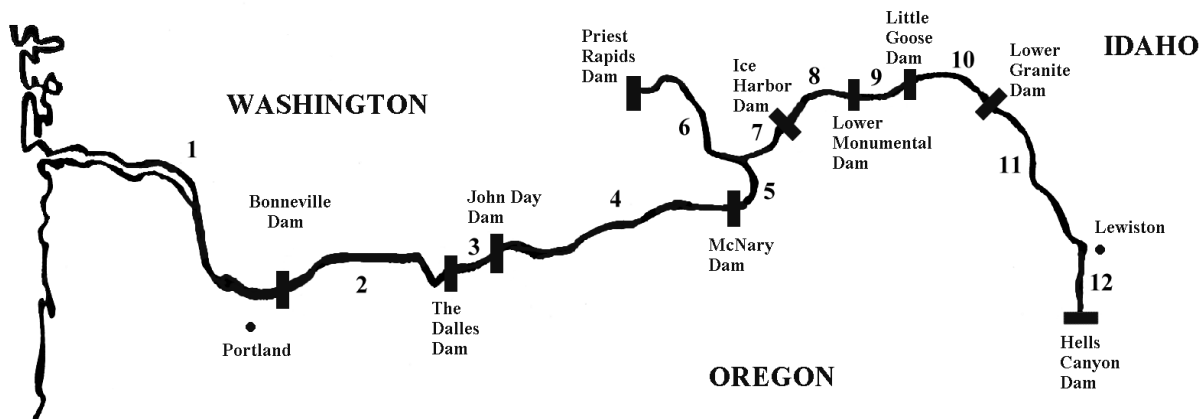 Priest
Rapids
Dam
Little
Goose
Dam
IDAHO
WASHINGTON
Ice
Harbor
Dam
8
9
10
Lower
Granite
Dam
1
6
7
Lower
Monumental
Dam
11
Bonneville
Dam
John Day
Dam
4
5
Lewiston
3
2
McNary
Dam
12
The
Dalles
Dam
Portland
Hells
Canyon
Dam
OREGON